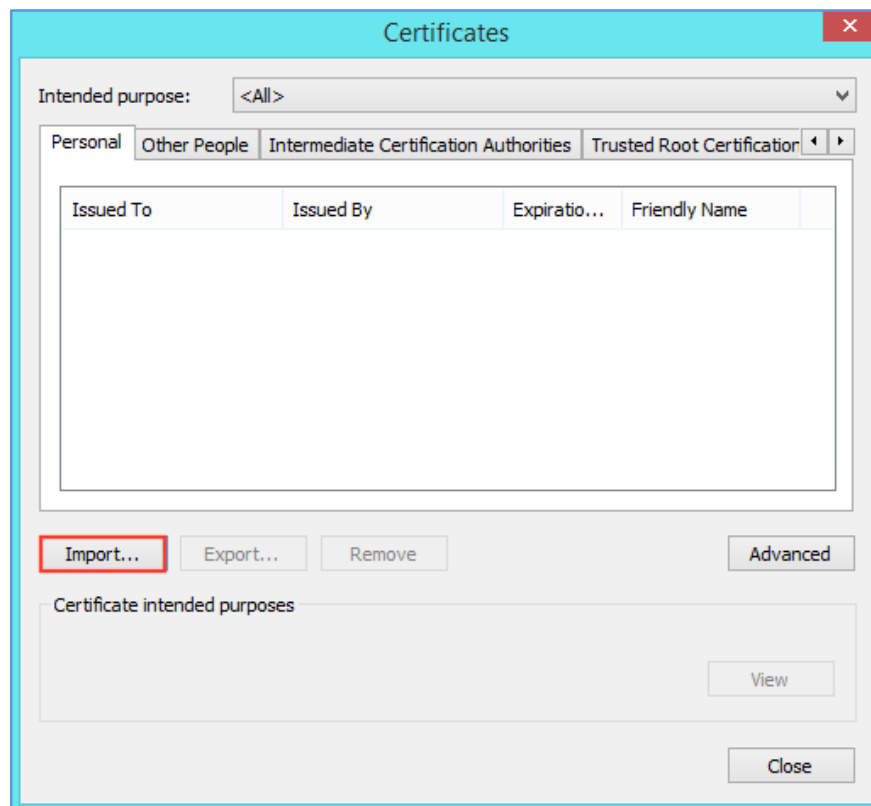 Certificates
Intended purpose: <All>
Personal Other People Intermediate Certification Authorities Trusted Root Certification
Issued To Issued By Expiratio... Friendly Name
Import... Export... Remove Advanced
Certificate intended purposes
View
Close